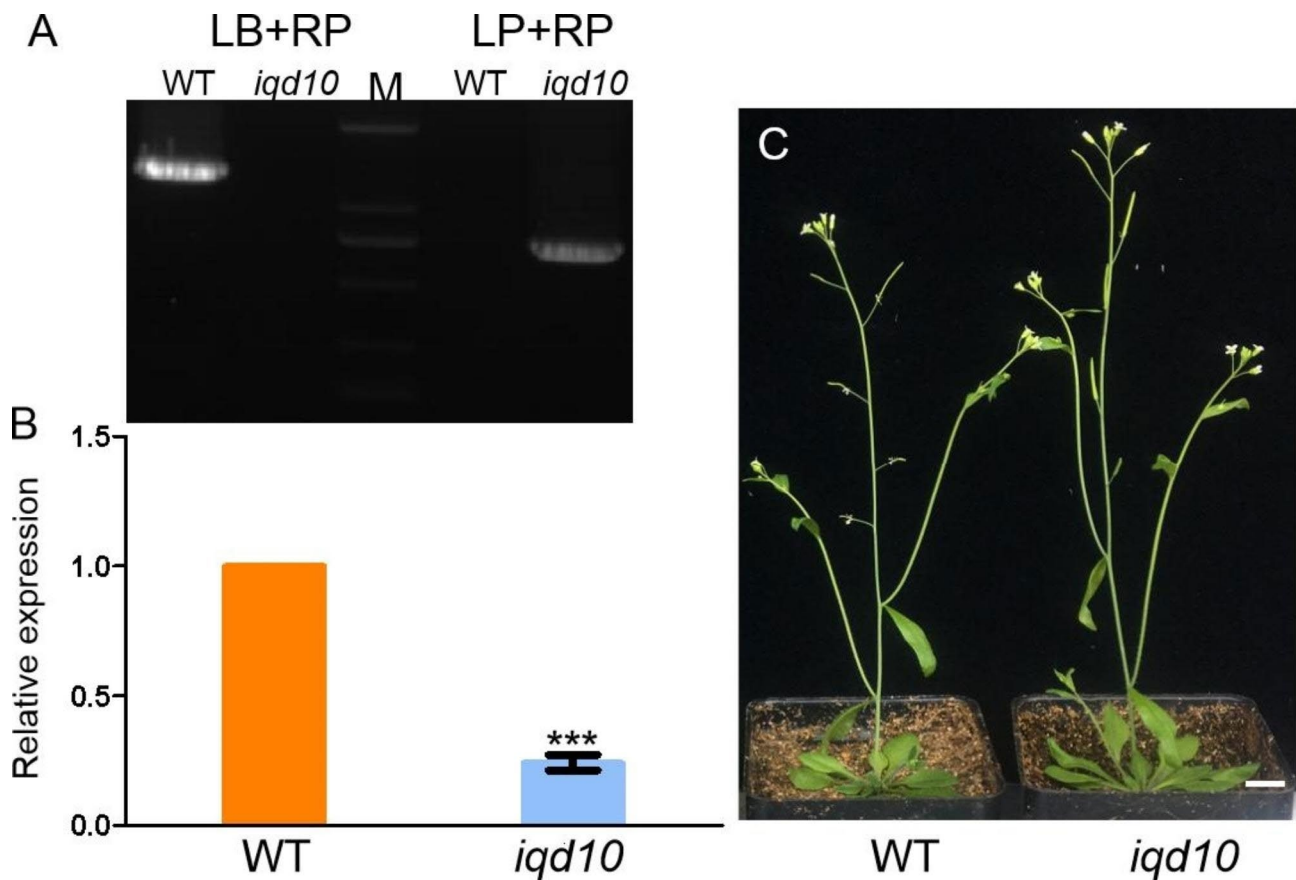 A
LB+RP LP+RP
WT iqd10 M WT iqd10
C
B
Relative expression
1.5
1.0
0.5
0.0
***
WT iqd10
WT iqd10